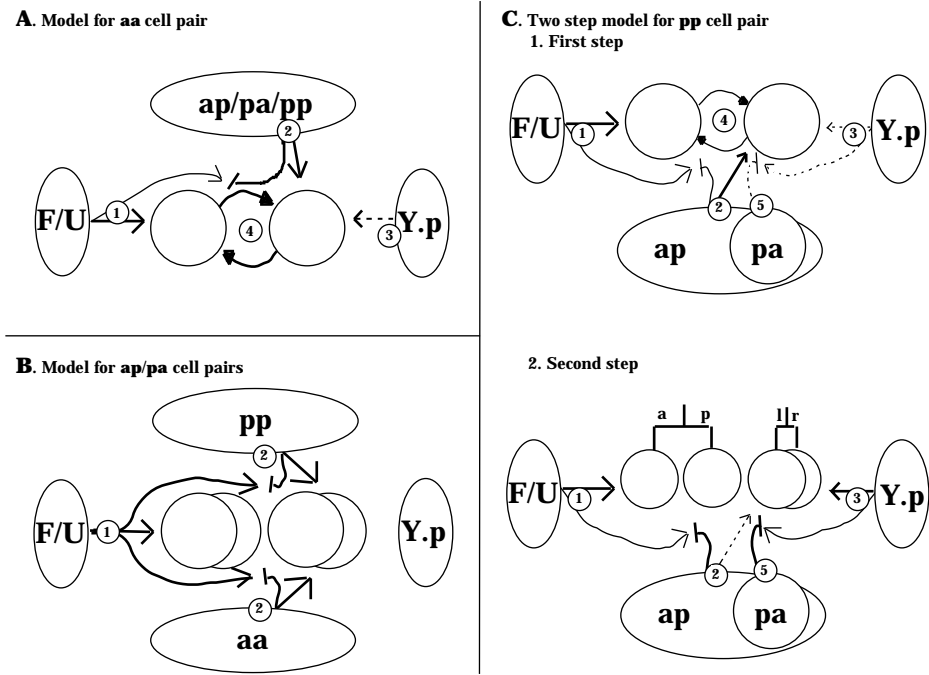 A. Model for aa cell pair
ap/pa/pp
2
F/U
1
4
3
Y.p
B. Model for ap/pa cell pairs
pp
2
F/U
1
Y.p
2
aa
C. Two step model for pp cell pair
1. First step
F/U
1
4
3
Y.p
2
5
ap
pa
2. Second step
a
p
l
r
F/U
1
3
Y.p
2
5
ap
pa